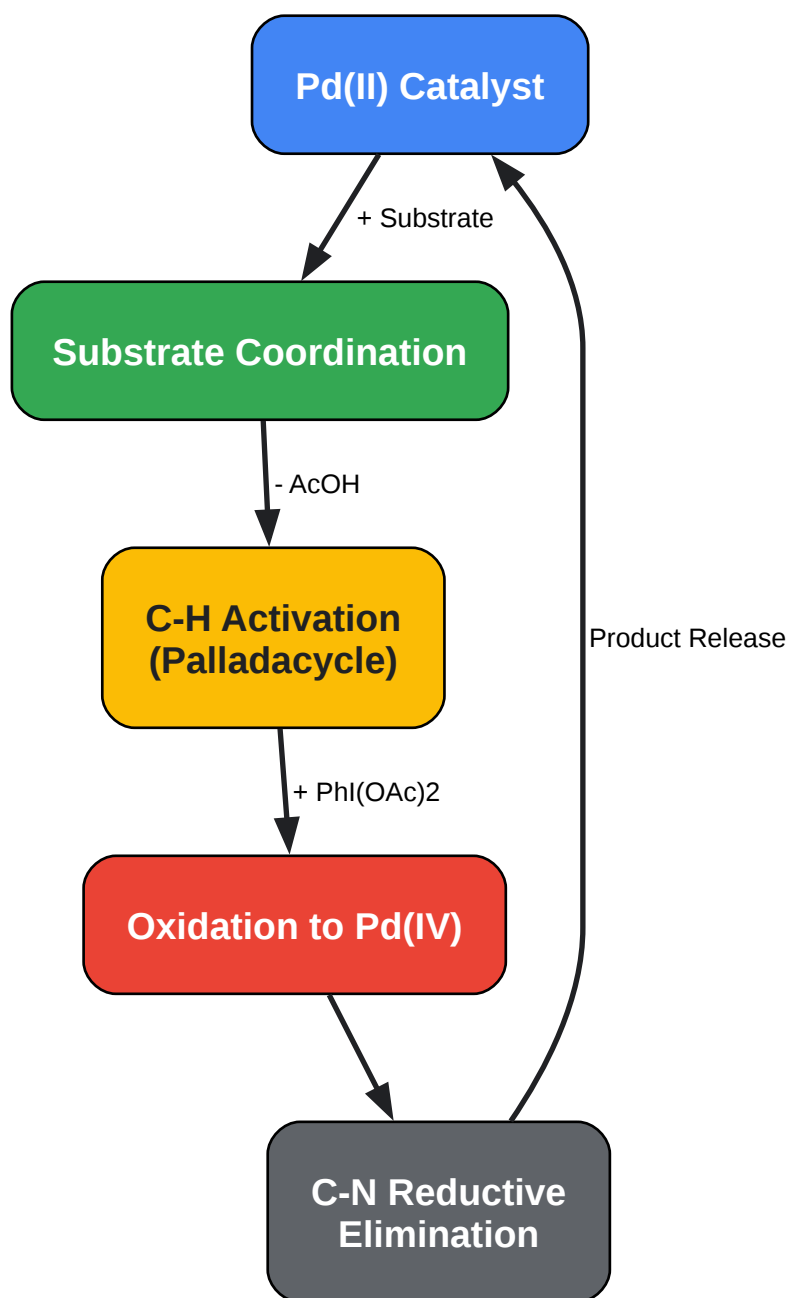 Pd(II) Catalyst
+ Substrate
Substrate Coordination
- AcOH
C-H Activation
(Palladacycle)
Product Release
+ PhI(OAc)2
Oxidation to Pd(IV)
C-N Reductive
Elimination